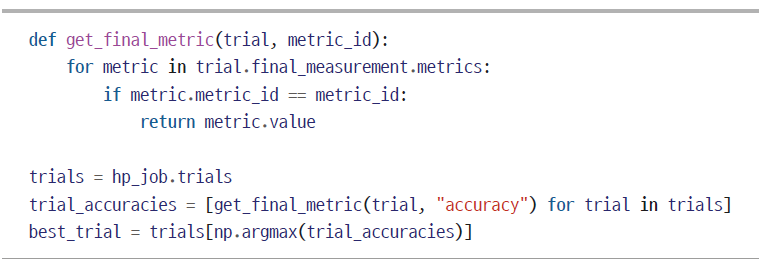 def get_final_metric(trial, metric_id):
    for metric in trial.final_measurement.metrics:
        if metric.metric_id == metric_id:
            return metric.value

trials = hp_job.trials
trial_accuracies = [get_final_metric(trial, "accuracy") for trial in trials]
best_trial = trials[np.argmax(trial_accuracies)]